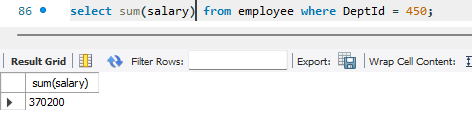 86 select sum(salary) from employee where DeptId = 450;
Result Grid Filter Rows: Export: Wrap Cell Content:
sum(salary)
370200